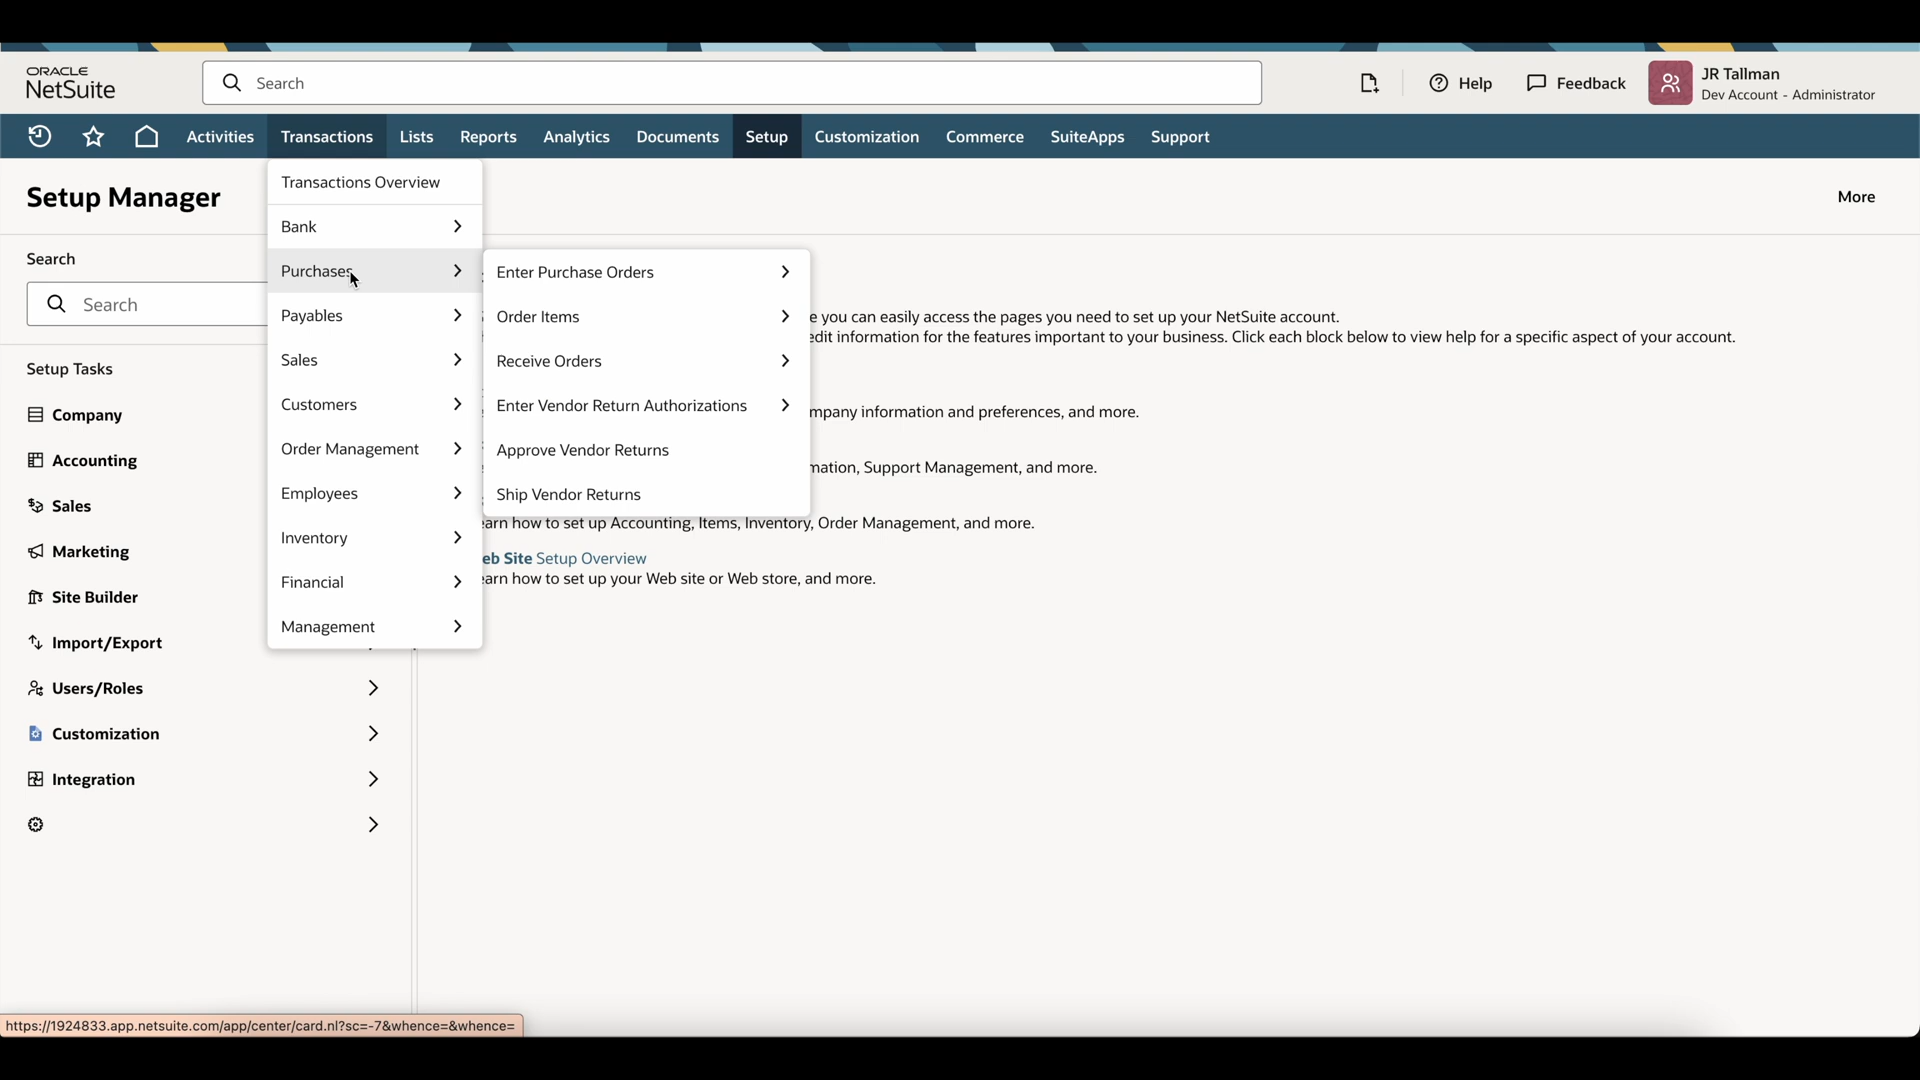 ORACLE
NetSuite
Search
Help
Feedback
JR Tallman
Dev Account - Administrator
Activities
Transactions
Lists
Reports
Analytics
Documents
Setup
Customization
Commerce
SuiteApps
Support
Setup Manager
More
Search
Search
Setup Tasks
Company
Accounting
Sales
Marketing
Site Builder
Import/Export
Users/Roles
Customization
Integration
Transactions Overview
Bank
Purchases
Payables
Sales
Customers
Order Management
Employees
Inventory
Financial
Management
Enter Purchase Orders
Order Items
Receive Orders
Enter Vendor Return Authorizations
Approve Vendor Returns
Ship Vendor Returns
e you can easily access the pages you need to set up your NetSuite account.
edit information for the features important to your business. Click each block below to view help for a specific aspect of your account.
mpany information and preferences, and more.
mation, Support Management, and more.
earn how to set up Accounting, Items, Inventory, Order Management, and more.
eb Site Setup Overview
earn how to set up your Web site or Web store, and more.
https://1924833.app.netsuite.com/app/center/card.nl?sc=-7&whence=&whence=